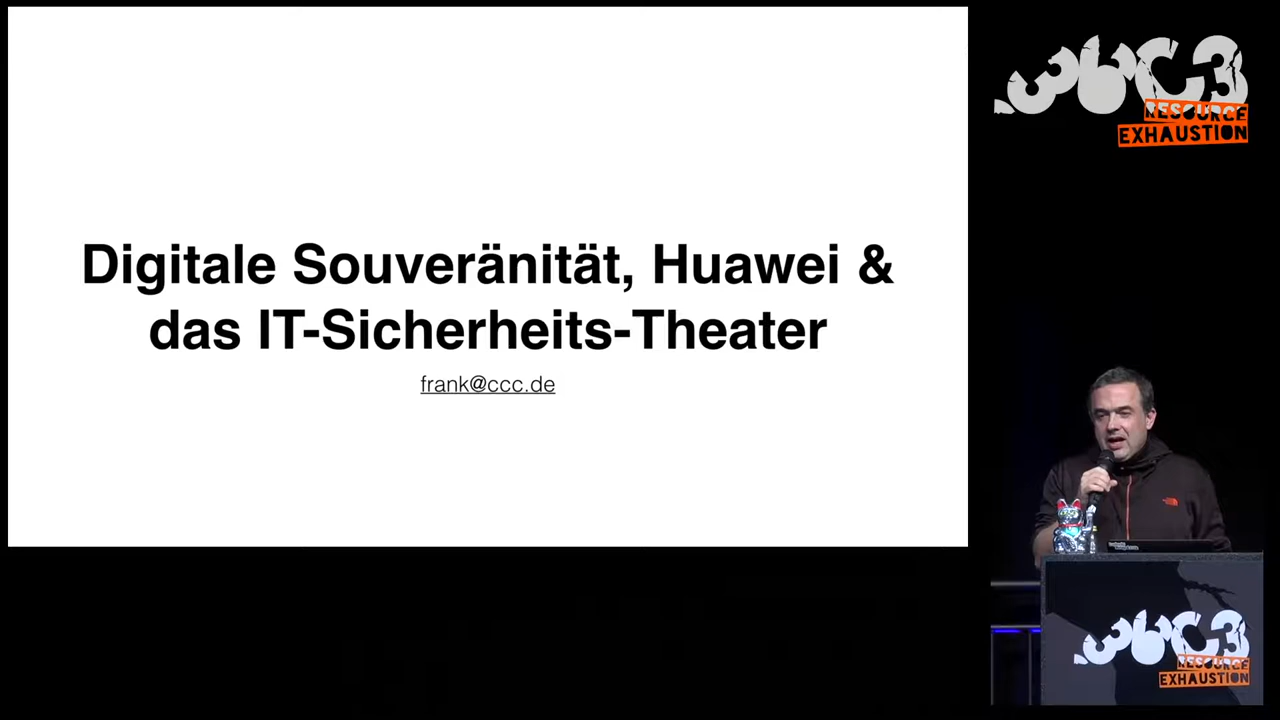 Digitale Souveränität, Huawei &
das IT-Sicherheits-Theater
frank@ccc.de
36C3
RESOURCE
EXHAUSTION
36C3
RESOURCE
EXHAUSTION